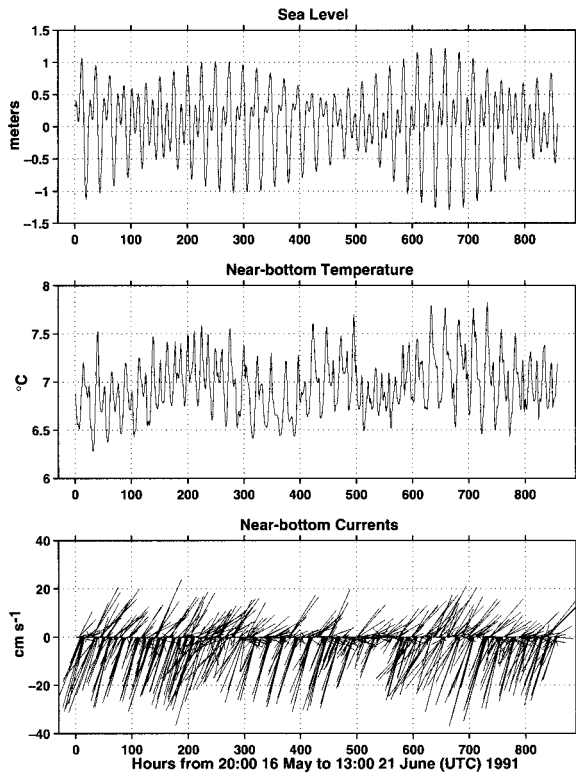 Sea Level
1.5
1
0.5
0
−0.5
−1
−1.5
meters
0 100 200 300 400 500 600 700 800
Near-bottom Temperature
8
7.5
7
6.5
6
°C
0 100 200 300 400 500 600 700 800
Near-bottom Currents
40
20
0
−20
−40
cm s-1
0 100 200 300 400 500 600 700 800
Hours from 20:00 16 May to 13:00 21 June (UTC) 1991